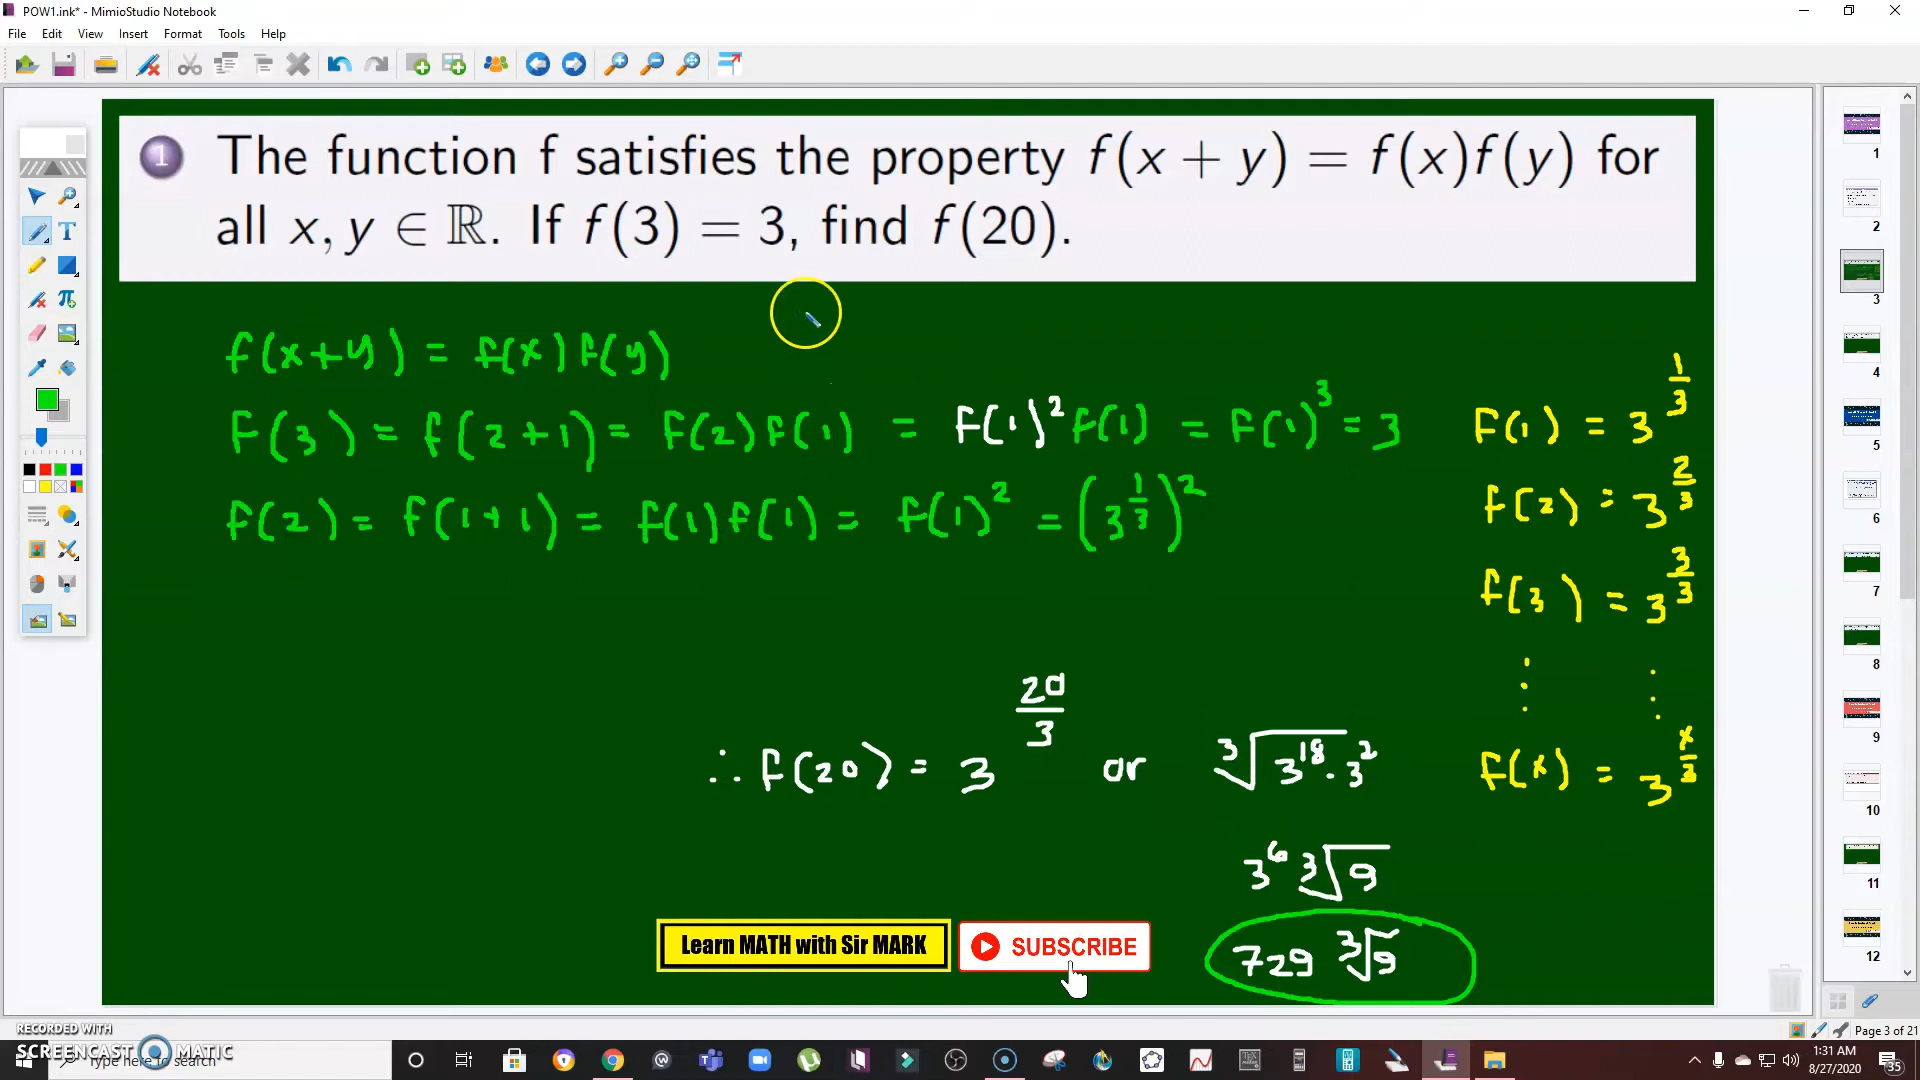 POW1.ink* - MimioStudio Notebook
File Edit View Insert Format Tools Help
1 The function f satisfies the property f(x + y) = f(x)f(y) for
all x, y ∈ ℝ. If f(3) = 3, find f(20).
f(x+y) = f(x)f(y)
f(3) = f(2+1) = f(2)f(1) = f(1)² f(1) = f(1)³ = 3
f(2) = f(1+1) = f(1)f(1) = f(1)² = (3^(1/3))²
f(1) = 3^(1/3)
f(2) = 3^(2/3)
f(3) = 3^(3/3)
⋮ ⋮
f(x) = 3^(x/3)
∴ f(20) = 3^(20/3) or ∛(3¹⁸·3²)
3⁶ ∛9
729 ∛9
Learn MATH with Sir MARK
SUBSCRIBE
1
2
3
4
5
6
7
8
9
10
11
12
Page 3 of 21
RECORDED WITH
SCREENCAST MATIC
Type here to search
1:31 AM
8/27/2020
35